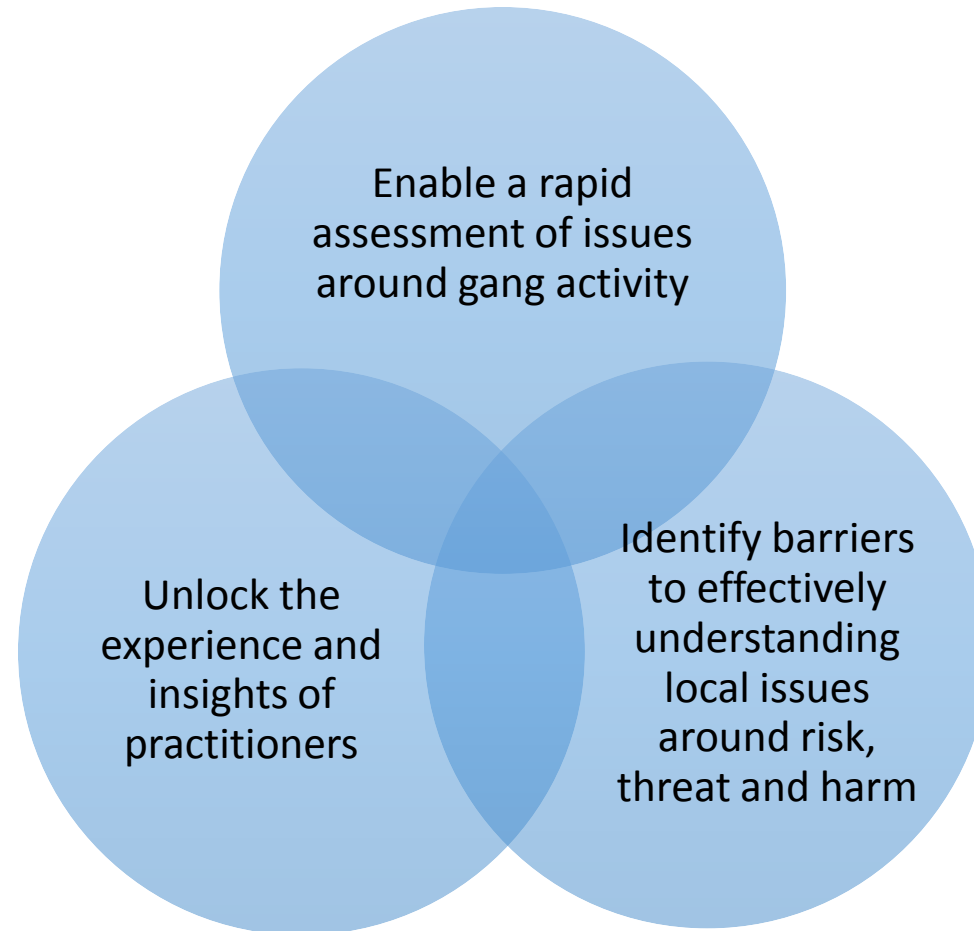 Enable a rapid
assessment of issues
around gang activity
Unlock the
experience and
insights of
practitioners
Identify barriers
to effectively
understanding
local issues
around risk,
threat and harm